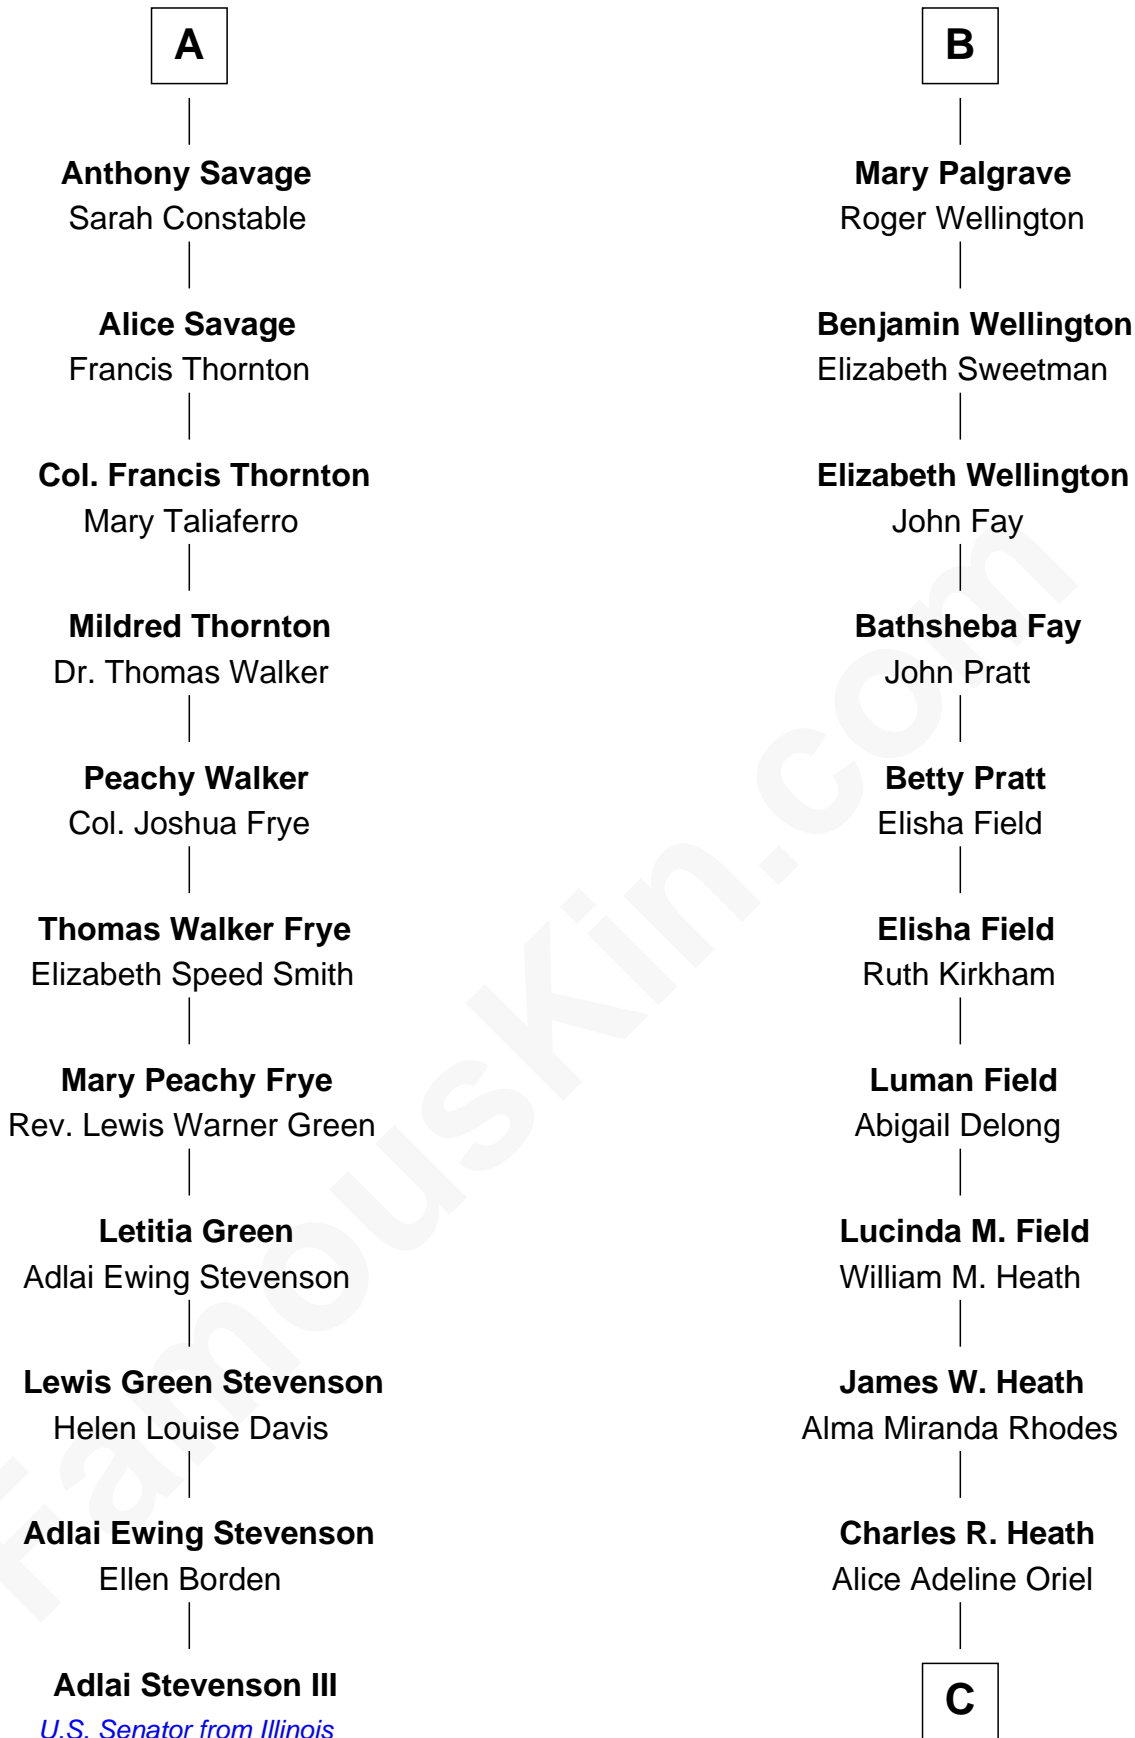 A
Anthony Savage
Sarah Constable
Alice Savage
Francis Thornton
Col. Francis Thornton
Mary Taliaferro
Mildred Thornton
Dr. Thomas Walker
Peachy Walker
Col. Joshua Frye
Thomas Walker Frye
Elizabeth Speed Smith
Mary Peachy Frye
Rev. Lewis Warner Green
Letitia Green
Adlai Ewing Stevenson
Lewis Green Stevenson
Helen Louise Davis
Adlai Ewing Stevenson
Ellen Borden
Adlai Stevenson III
U.S. Senator from Illinois
B
Mary Palgrave
Roger Wellington
Benjamin Wellington
Elizabeth Sweetman
Elizabeth Wellington
John Fay
Bathsheba Fay
John Pratt
Betty Pratt
Elisha Field
Elisha Field
Ruth Kirkham
Luman Field
Abigail Delong
Lucinda M. Field
William M. Heath
James W. Heath
Alma Miranda Rhodes
Charles R. Heath
Alice Adeline Oriel
C
FamousKin.com